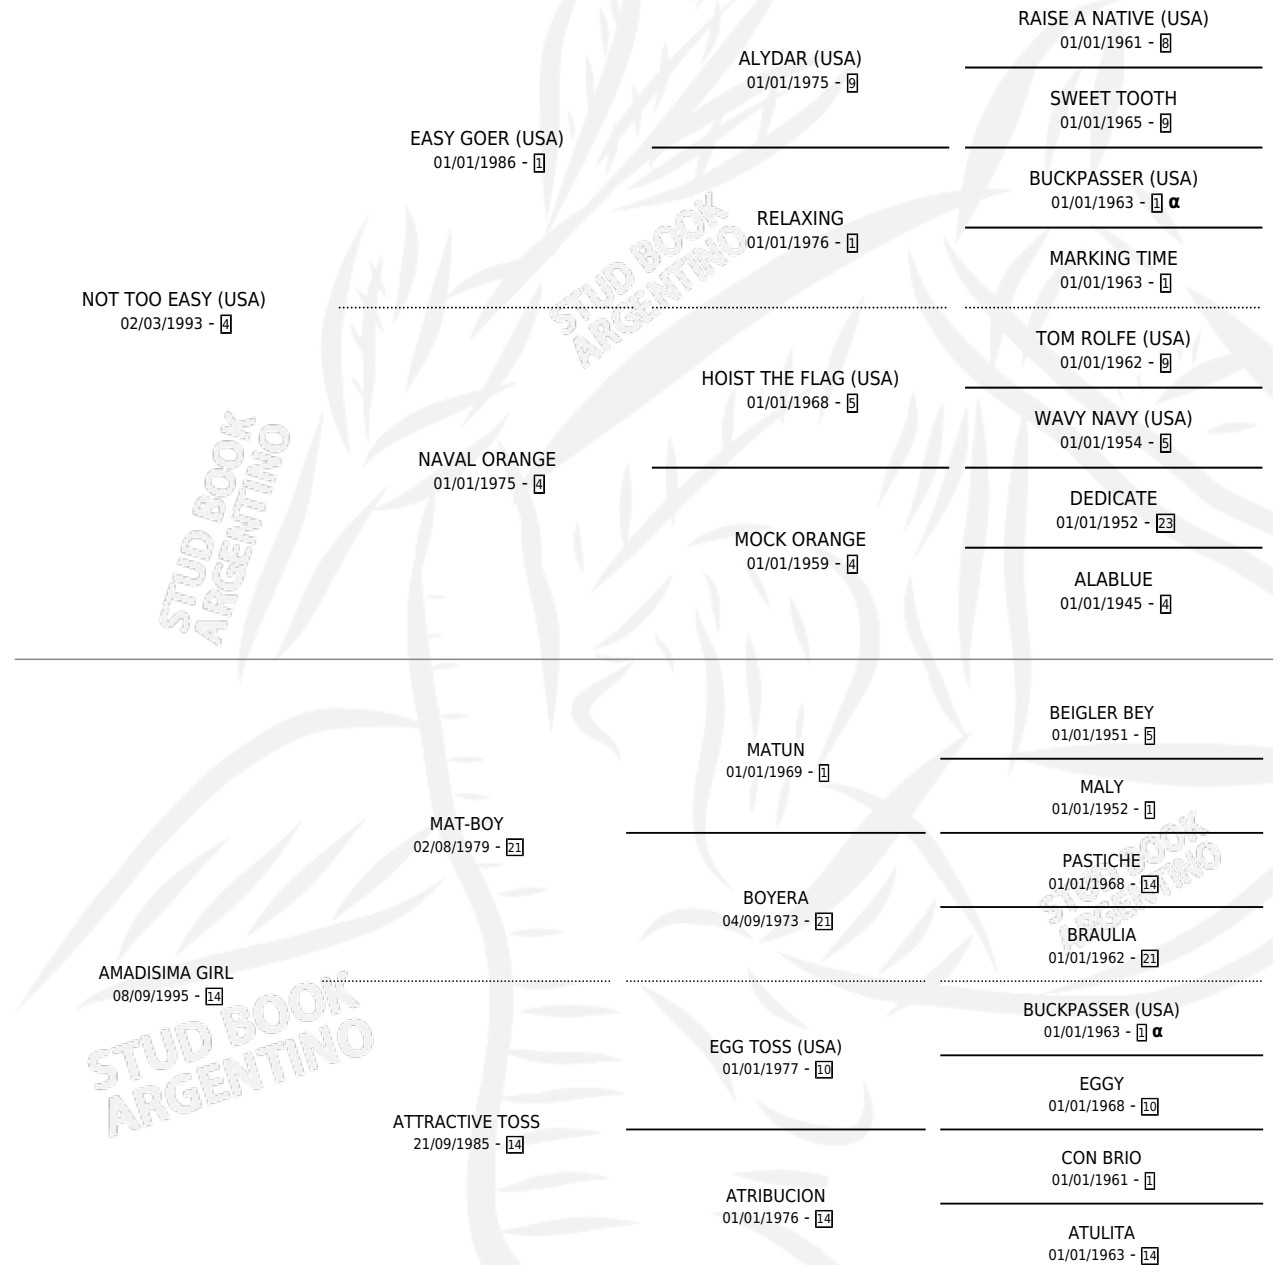 RAISE A NATIVE (USA)
01/01/1961 - 8
ALYDAR (USA)
01/01/1975 - 9
SWEET TOOTH
01/01/1965 - 9
EASY GOER (USA)
01/01/1986 - 1
BUCKPASSER (USA)
01/01/1963 - 1 α
RELAXING
01/01/1976 - 1
MARKING TIME
01/01/1963 - 1
NOT TOO EASY (USA)
02/03/1993 - 4
TOM ROLFE (USA)
01/01/1962 - 9
HOIST THE FLAG (USA)
01/01/1968 - 5
WAVY NAVY (USA)
01/01/1954 - 5
NAVAL ORANGE
01/01/1975 - 4
DEDICATE
01/01/1952 - 23
MOCK ORANGE
01/01/1959 - 4
ALABLUE
01/01/1945 - 4
BEIGLER BEY
01/01/1951 - 5
MATUN
01/01/1969 - 1
MALY
01/01/1952 - 1
MAT-BOY
02/08/1979 - 21
PASTICHE
01/01/1968 - 14
BOYERA
04/09/1973 - 21
BRAULIA
01/01/1962 - 21
AMADISIMA GIRL
08/09/1995 - 14
BUCKPASSER (USA)
01/01/1963 - 1 α
EGG TOSS (USA)
01/01/1977 - 10
EGGY
01/01/1968 - 10
ATTRACTIVE TOSS
21/09/1985 - 14
CON BRIO
01/01/1961 - 1
ATRIBUCION
01/01/1976 - 14
ATULITA
01/01/1963 - 14
STUD BOOK
ARGENTINO
STUD BOOK
ARGENTINO
STUD BOOK
ARGENTINO
STUD BOOK
ARGENTINO